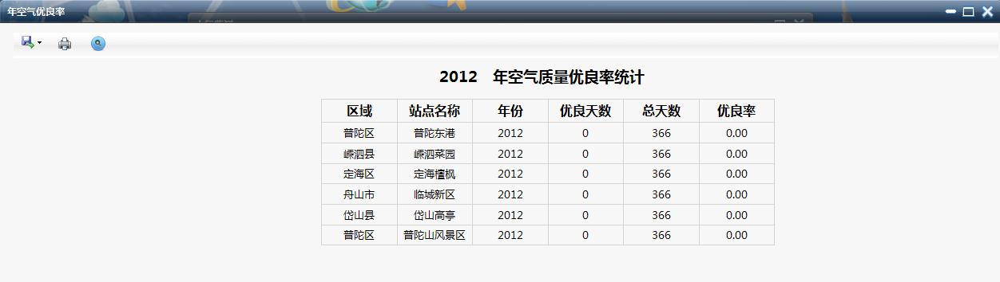 年空气优良率
2012 年空气质量优良率统计
区域 站点名称 年份 优良天数 总天数 优良率
普陀区 普陀东港 2012 0 366 0.00
嵊泗县 嵊泗菜园 2012 0 366 0.00
定海区 定海檀枫 2012 0 366 0.00
舟山市 临城新区 2012 0 366 0.00
岱山县 岱山高亭 2012 0 366 0.00
普陀区 普陀山风景区 2012 0 366 0.00